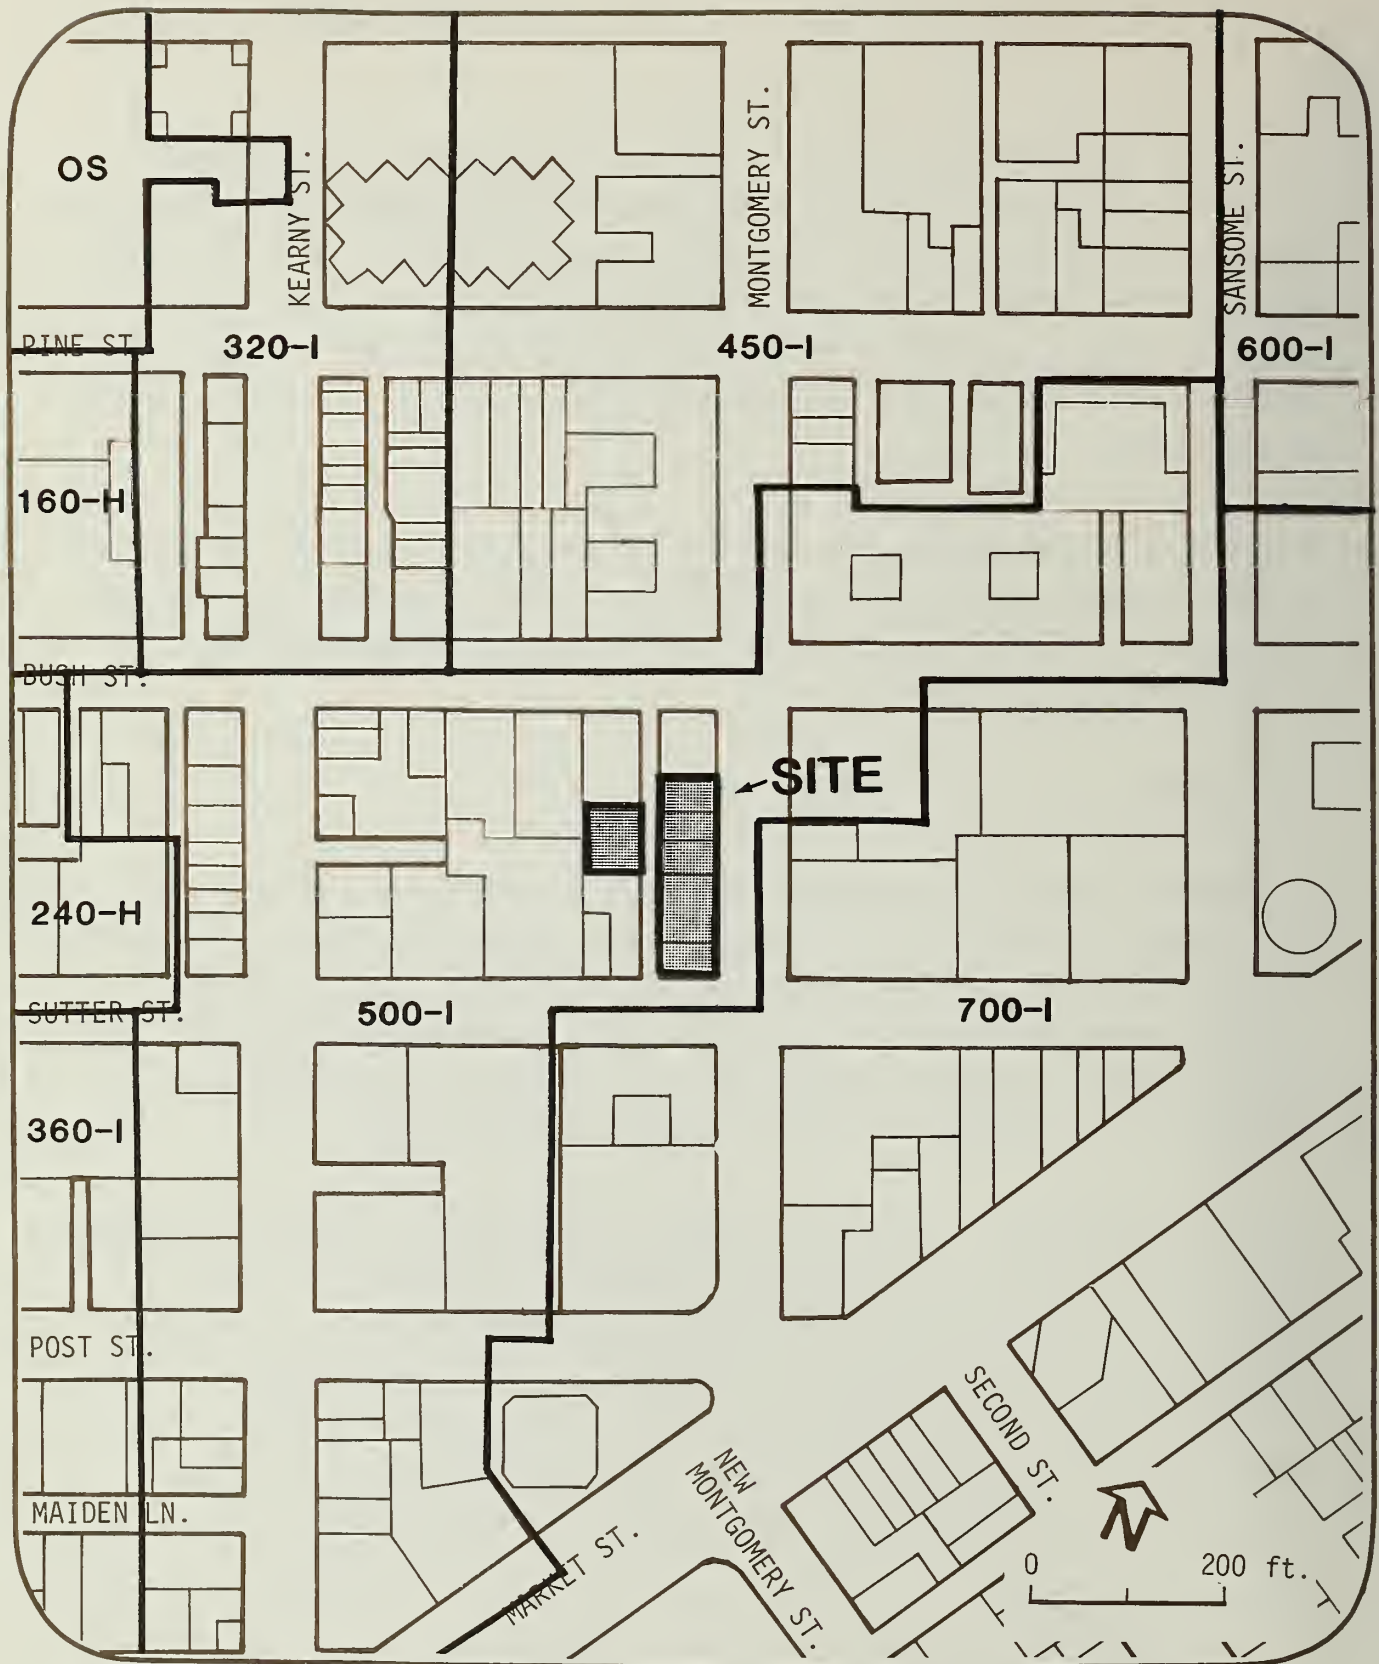 OS
KEARNY ST.
MONTGOMERY ST.
SANSOME ST.
PINE ST.
320-I
450-I
600-I
160-H
BUSH ST.
SITE
240-H
SUTTER ST.
500-I
700-I
360-I
POST ST.
SECOND ST.
NEW
MONTGOMERY ST.
MAIDEN LN.
MARKET ST.
N
0 200 ft.